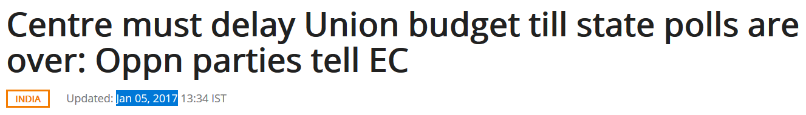 Centre must delay Union budget till state polls are
over: Oppn parties tell EC
INDIA Updated: Jan 05, 2017 13:34 IST